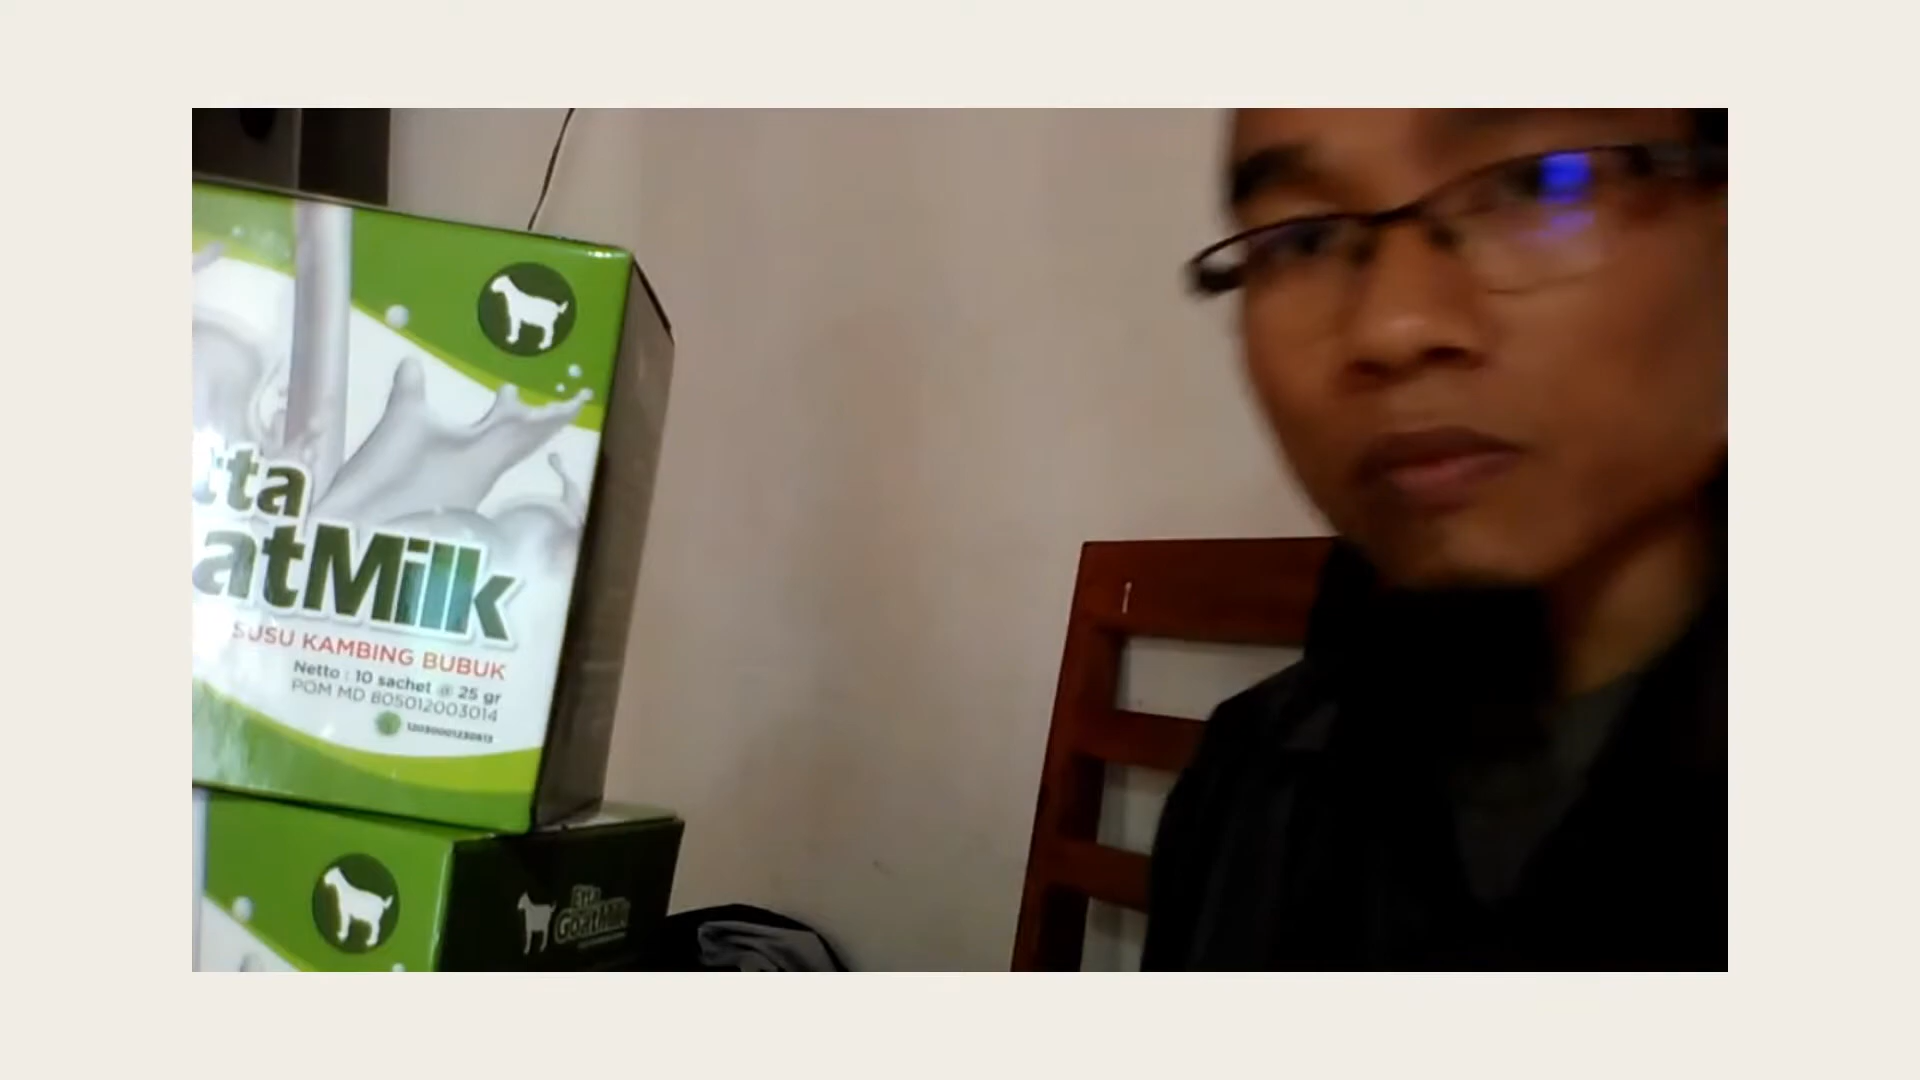 tta
atMilk
SUSU KAMBING BUBUK
Netto : 10 sachet @ 25 gr
POM MD 805012003014
Etta
GoatMilk